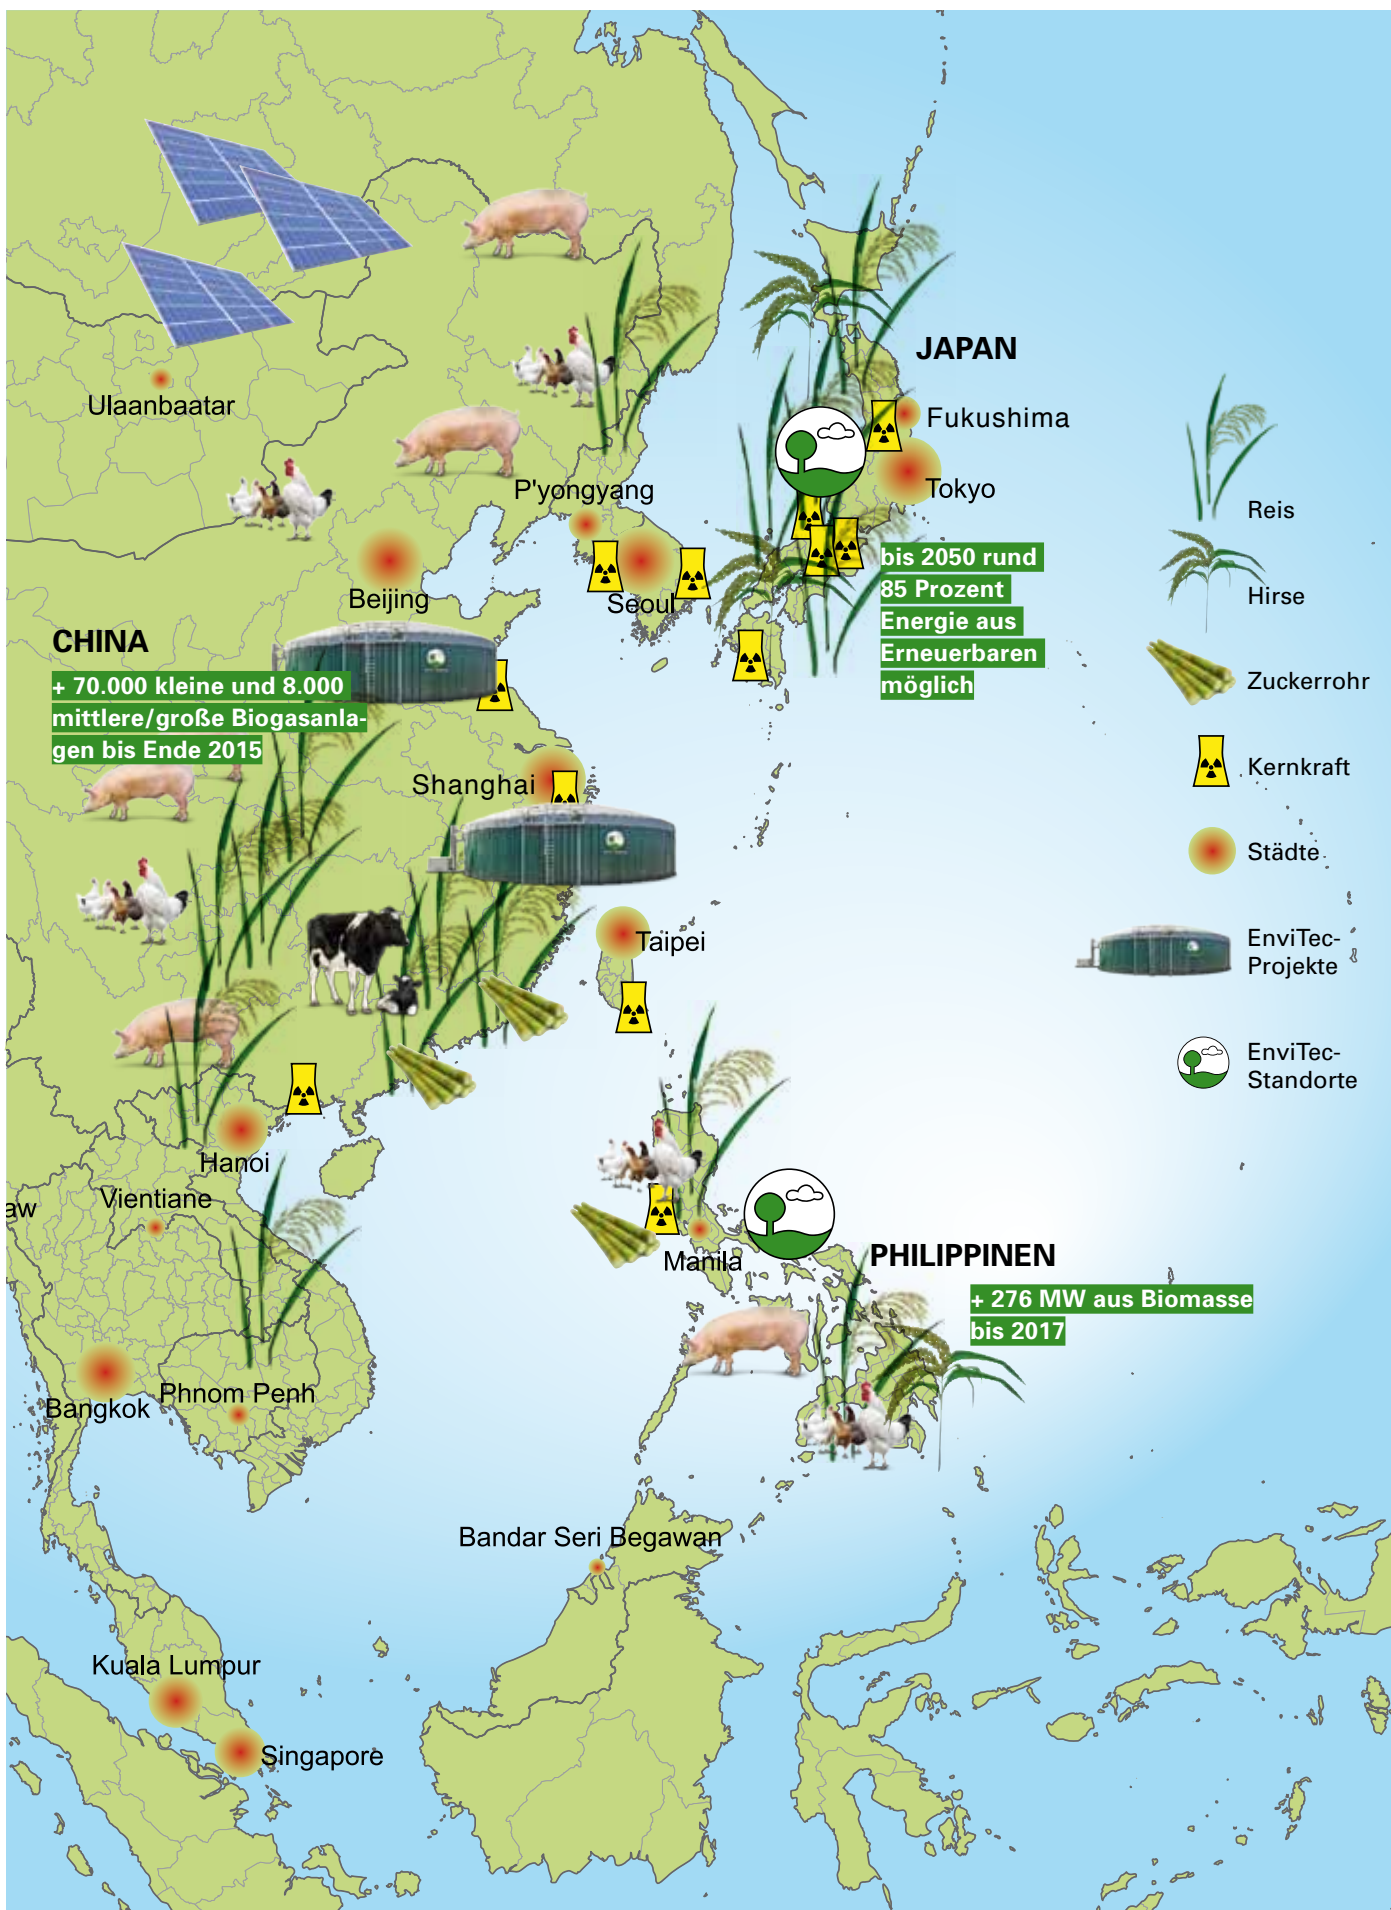 JAPAN
Ulaanbaatar
Fukushima
P'yongyang
Tokyo
Reis
bis 2050 rund
85 Prozent
Energie aus
Erneuerbaren
möglich
Beijing
Seoul
Hirse
CHINA
+ 70.000 kleine und 8.000
mittlere/große Biogasanla-
gen bis Ende 2015
Zuckerrohr
Kernkraft
Shanghai
Städte
Taipei
EnviTec-
Projekte
EnviTec-
Standorte
Hanoi
Vientiane
aw
Manila
PHILIPPINEN
+ 276 MW aus Biomasse
bis 2017
Phnom Penh
Bangkok
Bandar Seri Begawan
Kuala Lumpur
Singapore